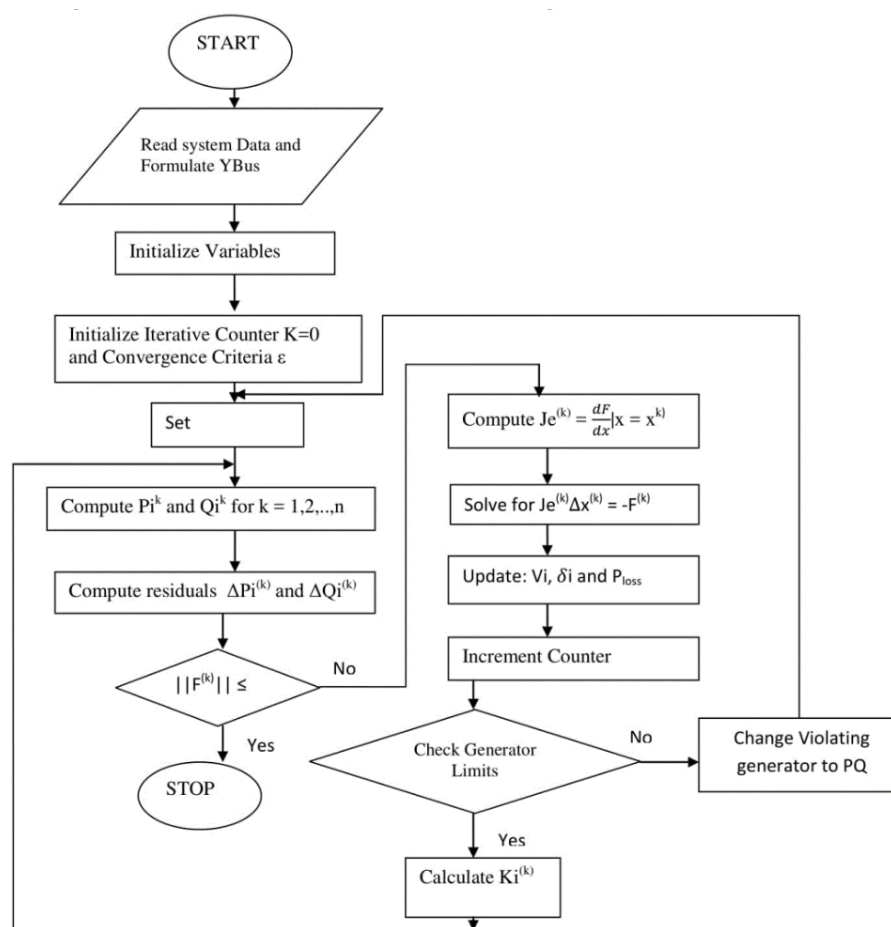 START
Read system Data and
Formulate YBus
Initialize Variables
Initialize Iterative Counter K=0
and Convergence Criteria ε
Set
Compute Pi^k and Qi^k for k = 1,2,..,n
Compute residuals ΔPi^(k) and ΔQi^(k)
||F^(k)|| ≤
No
Yes
STOP
Compute Je^(k) = dF/dx|x = x^k)
Solve for Je^(k)Δx^(k) = -F^(k)
Update: Vi, δi and P_loss
Increment Counter
Check Generator
Limits
No
Change Violating
generator to PQ
Yes
Calculate Ki^(k)